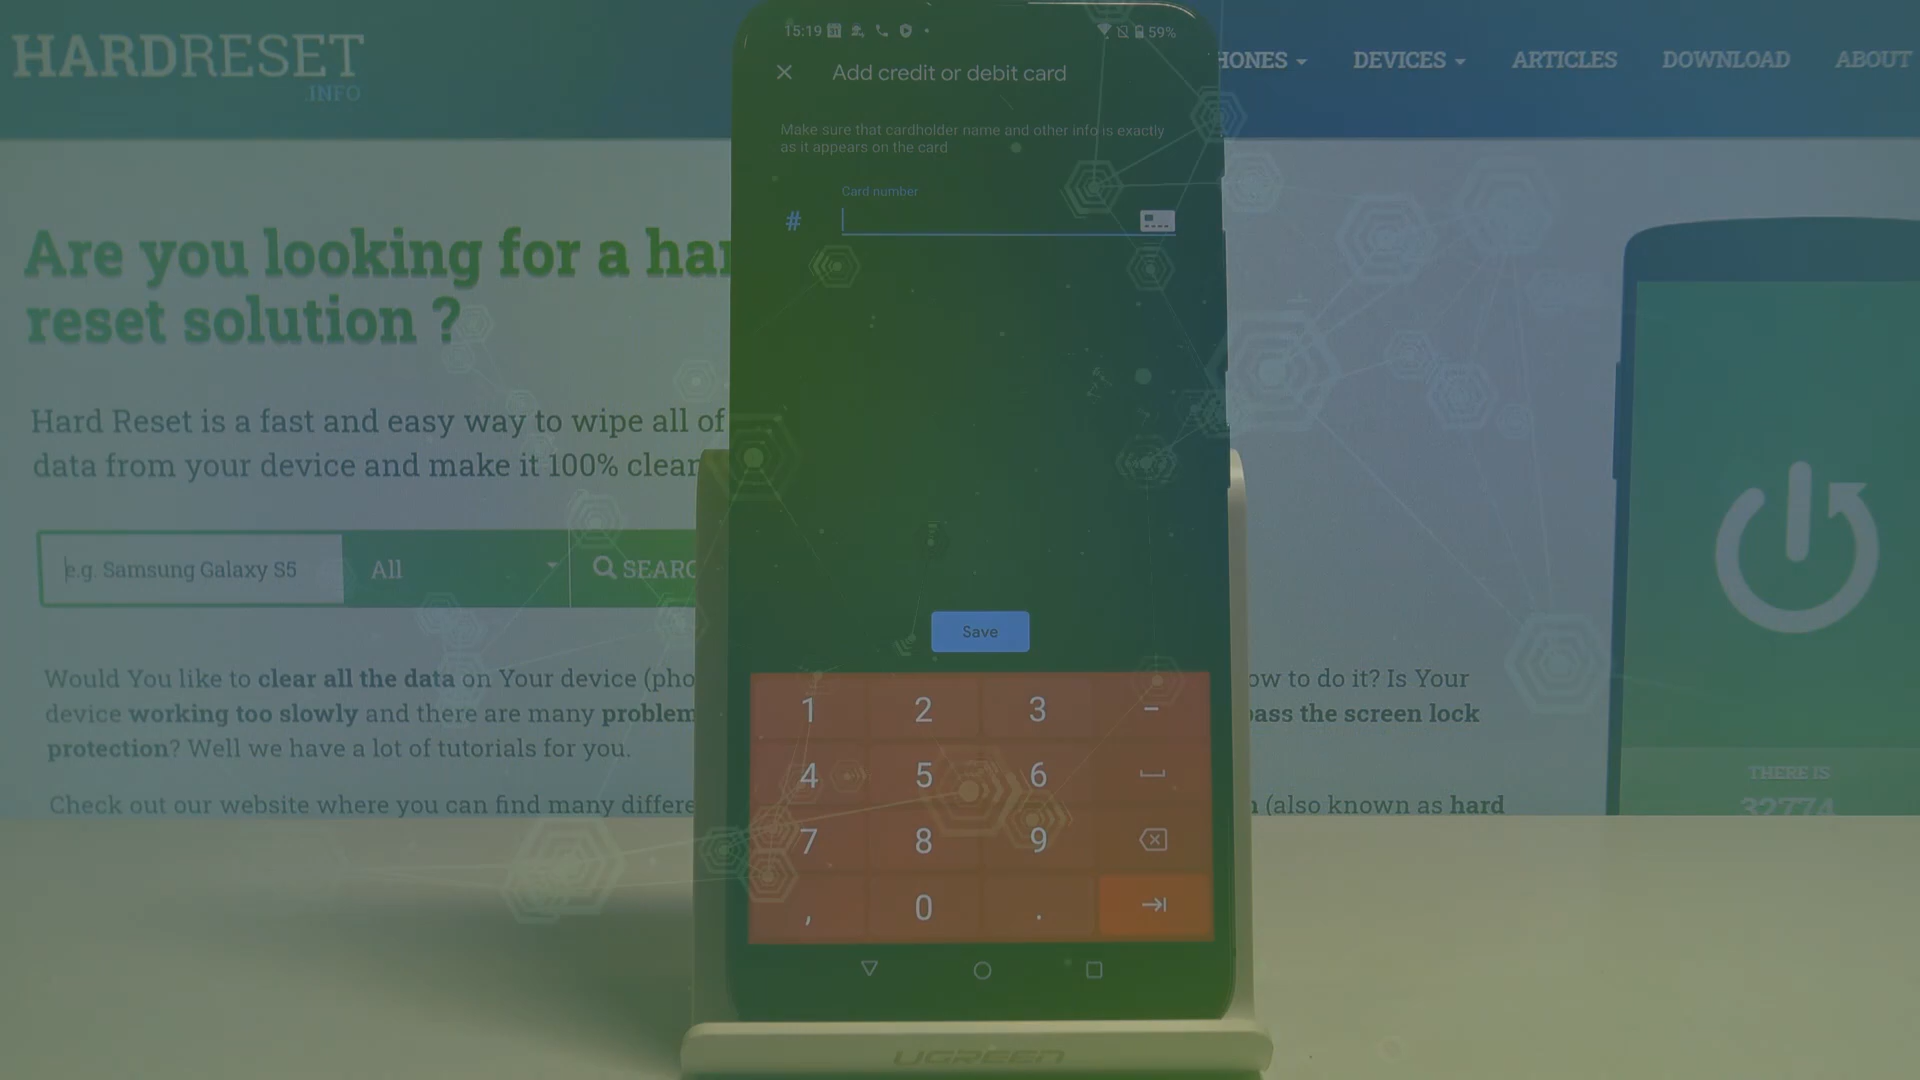 HARDRESET
.INFO
HONES
DEVICES
ARTICLES
DOWNLOAD
ABOUT
Are you looking for a har
reset solution ?
Hard Reset is a fast and easy way to wipe all of
data from your device and make it 100% clean
e.g. Samsung Galaxy S5
All
SEARC
Would You like to clear all the data on Your device (pho
device working too slowly and there are many problem
protection? Well we have a lot of tutorials for you.
Check out our website where you can find many differe
15:19
59%
Add credit or debit card
Make sure that cardholder name and other info is exactly
as it appears on the card
Card number
#
Save
1 2 3 –
4 5 6
7 8 9
, 0 .
UGREEN
ow to do it? Is Your
pass the screen lock
(also known as hard
THERE IS
32774